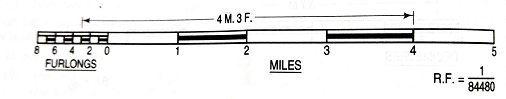 4 M. 3 F.
8 6 4 2 0 1 2 3 4 5
FURLONGS MILES
R.F. = 1
84480